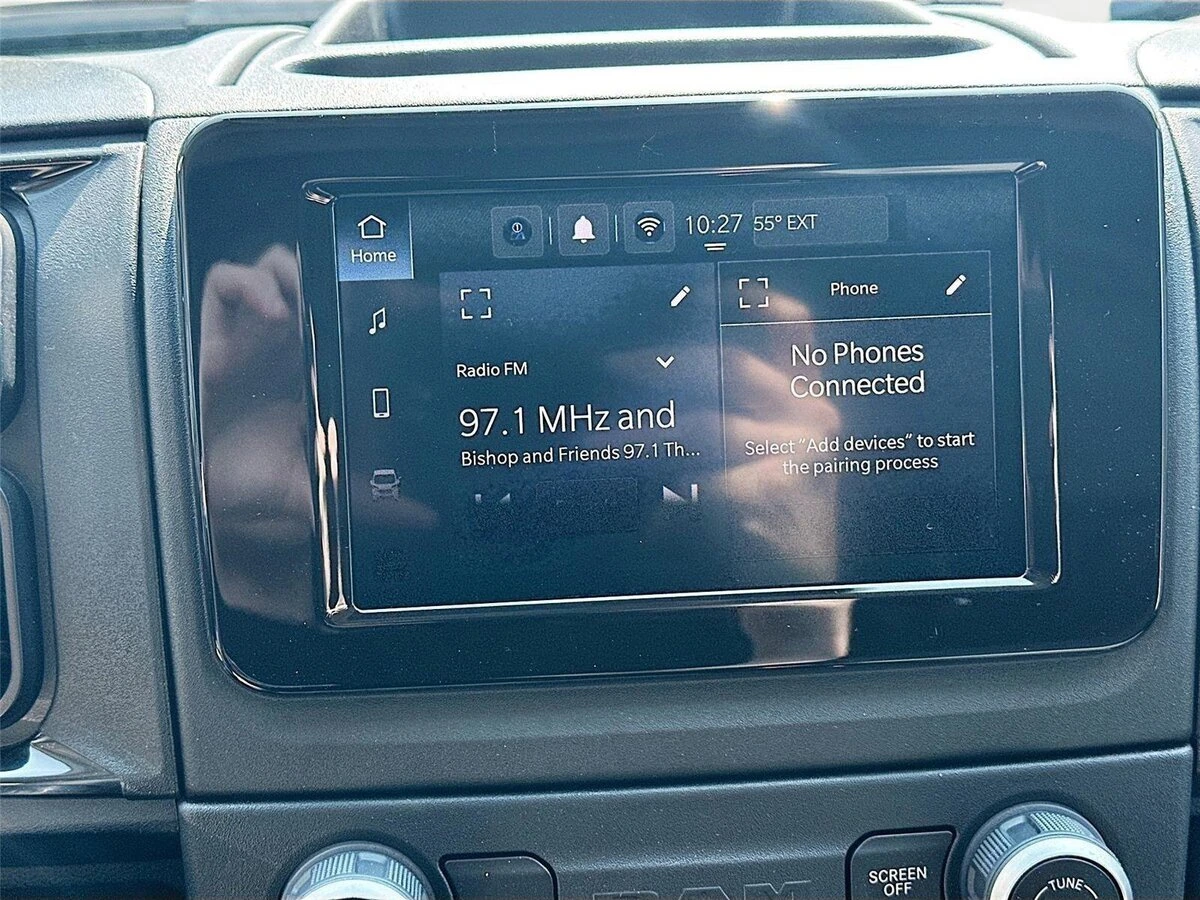 Home
10:27 55° EXT
Phone
Radio FM
97.1 MHz and
Bishop and Friends 97.1 Th...
No Phones
Connected
Select "Add devices" to start
the pairing process
RAM
SCREEN
OFF
TUNE